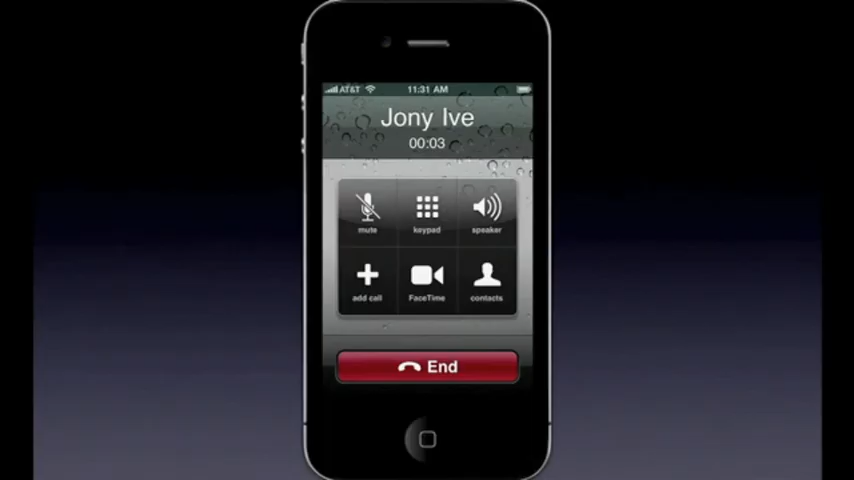 AT&T 11:31 AM
Jony Ive
00:03
mute keypad speaker
add call FaceTime contacts
End